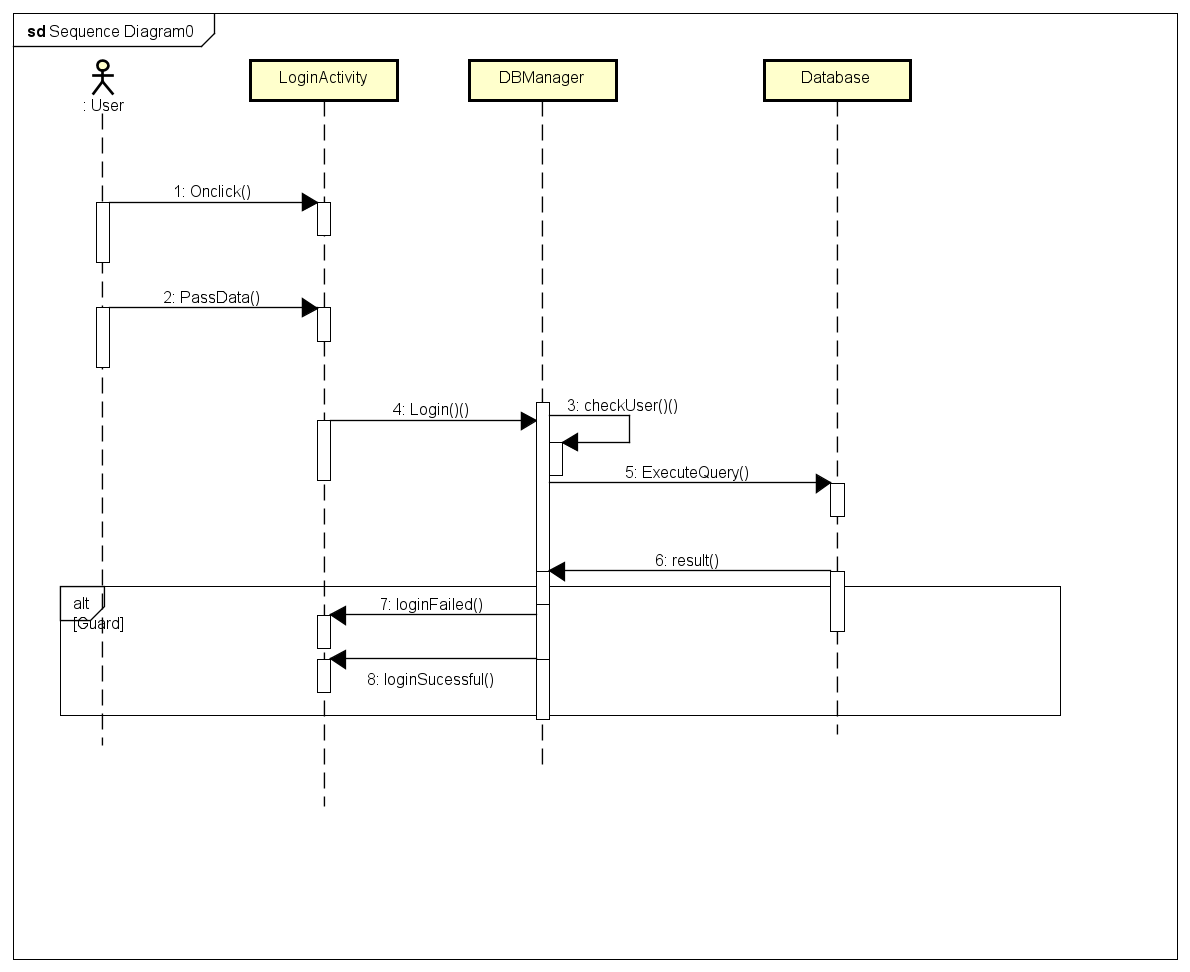 sd Sequence Diagram0
: User
LoginActivity
DBManager
Database
1: Onclick()
2: PassData()
3: checkUser()()
4: Login()()
5: ExecuteQuery()
6: result()
alt
[Guard]
7: loginFailed()
8: loginSucessful()